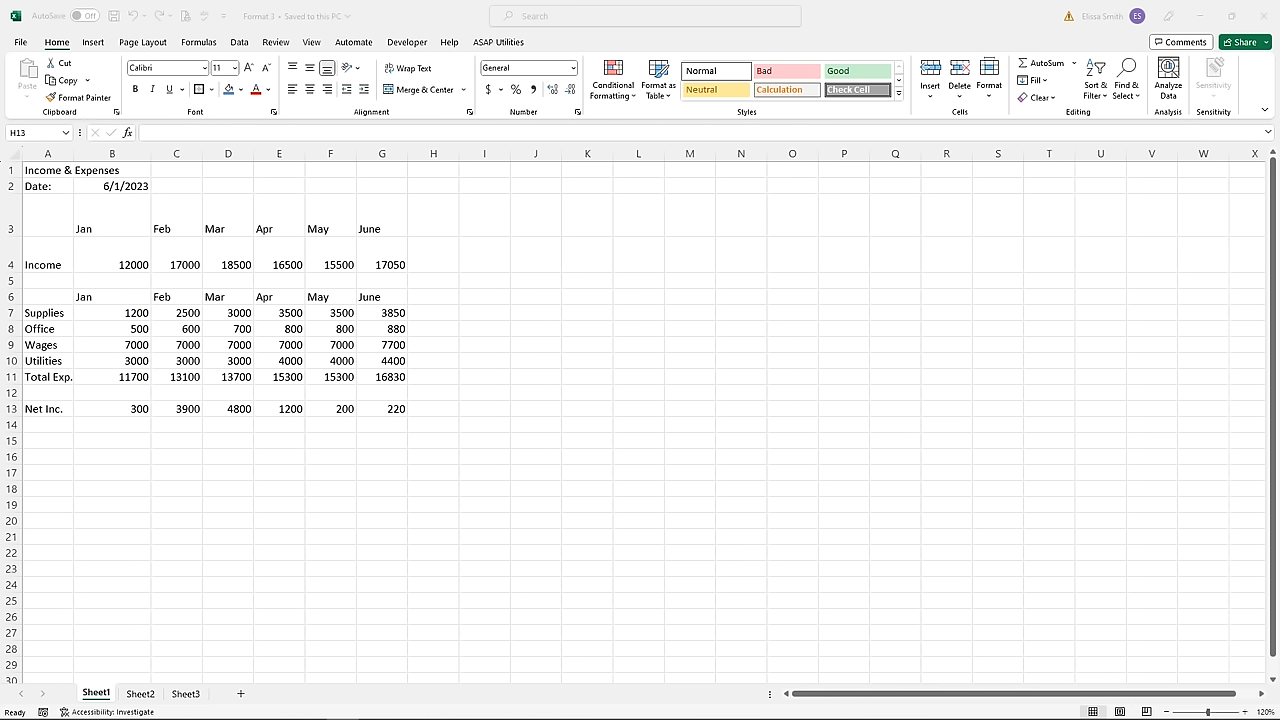 AutoSave Off Format 3 • Saved to this PC Search Elissa Smith ES
File Home Insert Page Layout Formulas Data Review View Automate Developer Help ASAP Utilities Comments Share
Paste Cut Copy Format Painter Clipboard
Calibri 11 B I U A Font
Wrap Text Merge & Center Alignment
General $ % Number
Conditional Formatting Format as Table
Normal Bad Good
Neutral Calculation Check Cell
Styles
Insert Delete Format Cells
AutoSum Fill Clear Sort & Filter Find & Select Editing
Analyze Data Analysis
Sensitivity Sensitivity
H13 fx
A B C D E F G H I J K L M N O P Q R S T U V W X
1 Income & Expenses
2 Date: 6/1/2023
3 Jan Feb Mar Apr May June
4 Income 12000 17000 18500 16500 15500 17050
5
6 Jan Feb Mar Apr May June
7 Supplies 1200 2500 3000 3500 3500 3850
8 Office 500 600 700 800 800 880
9 Wages 7000 7000 7000 7000 7000 7700
10 Utilities 3000 3000 3000 4000 4000 4400
11 Total Exp. 11700 13100 13700 15300 15300 16830
12
13 Net Inc. 300 3900 4800 1200 200 220
14
15
16
17
18
19
20
21
22
23
24
25
26
27
28
29
30
Sheet1 Sheet2 Sheet3
Ready Accessibility: Investigate 120%